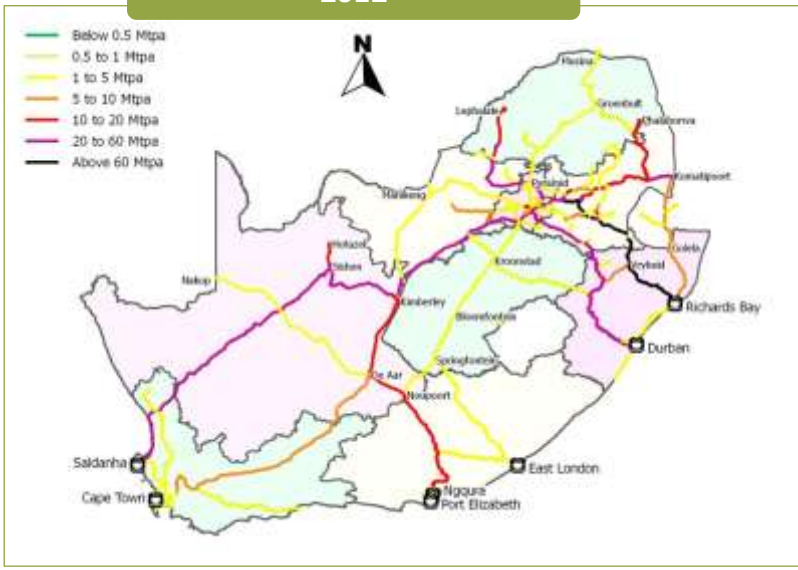 Below 0.5 Mtpa
0.5 to 1 Mtpa
1 to 5 Mtpa
5 to 10 Mtpa
10 to 20 Mtpa
20 to 60 Mtpa
Above 60 Mtpa
N
Musina
Groenbult
Lephalale
Phalaborwa
Komatipoort
Mafikeng
Golela
Hotazel
Sishen
Vryheid
Kroonstad
Nakop
Kimberley
Richards Bay
Bloemfontein
Durban
Springfontein
De Aar
Noupoort
Saldanha
East London
Cape Town
Ngqura
Port Elizabeth